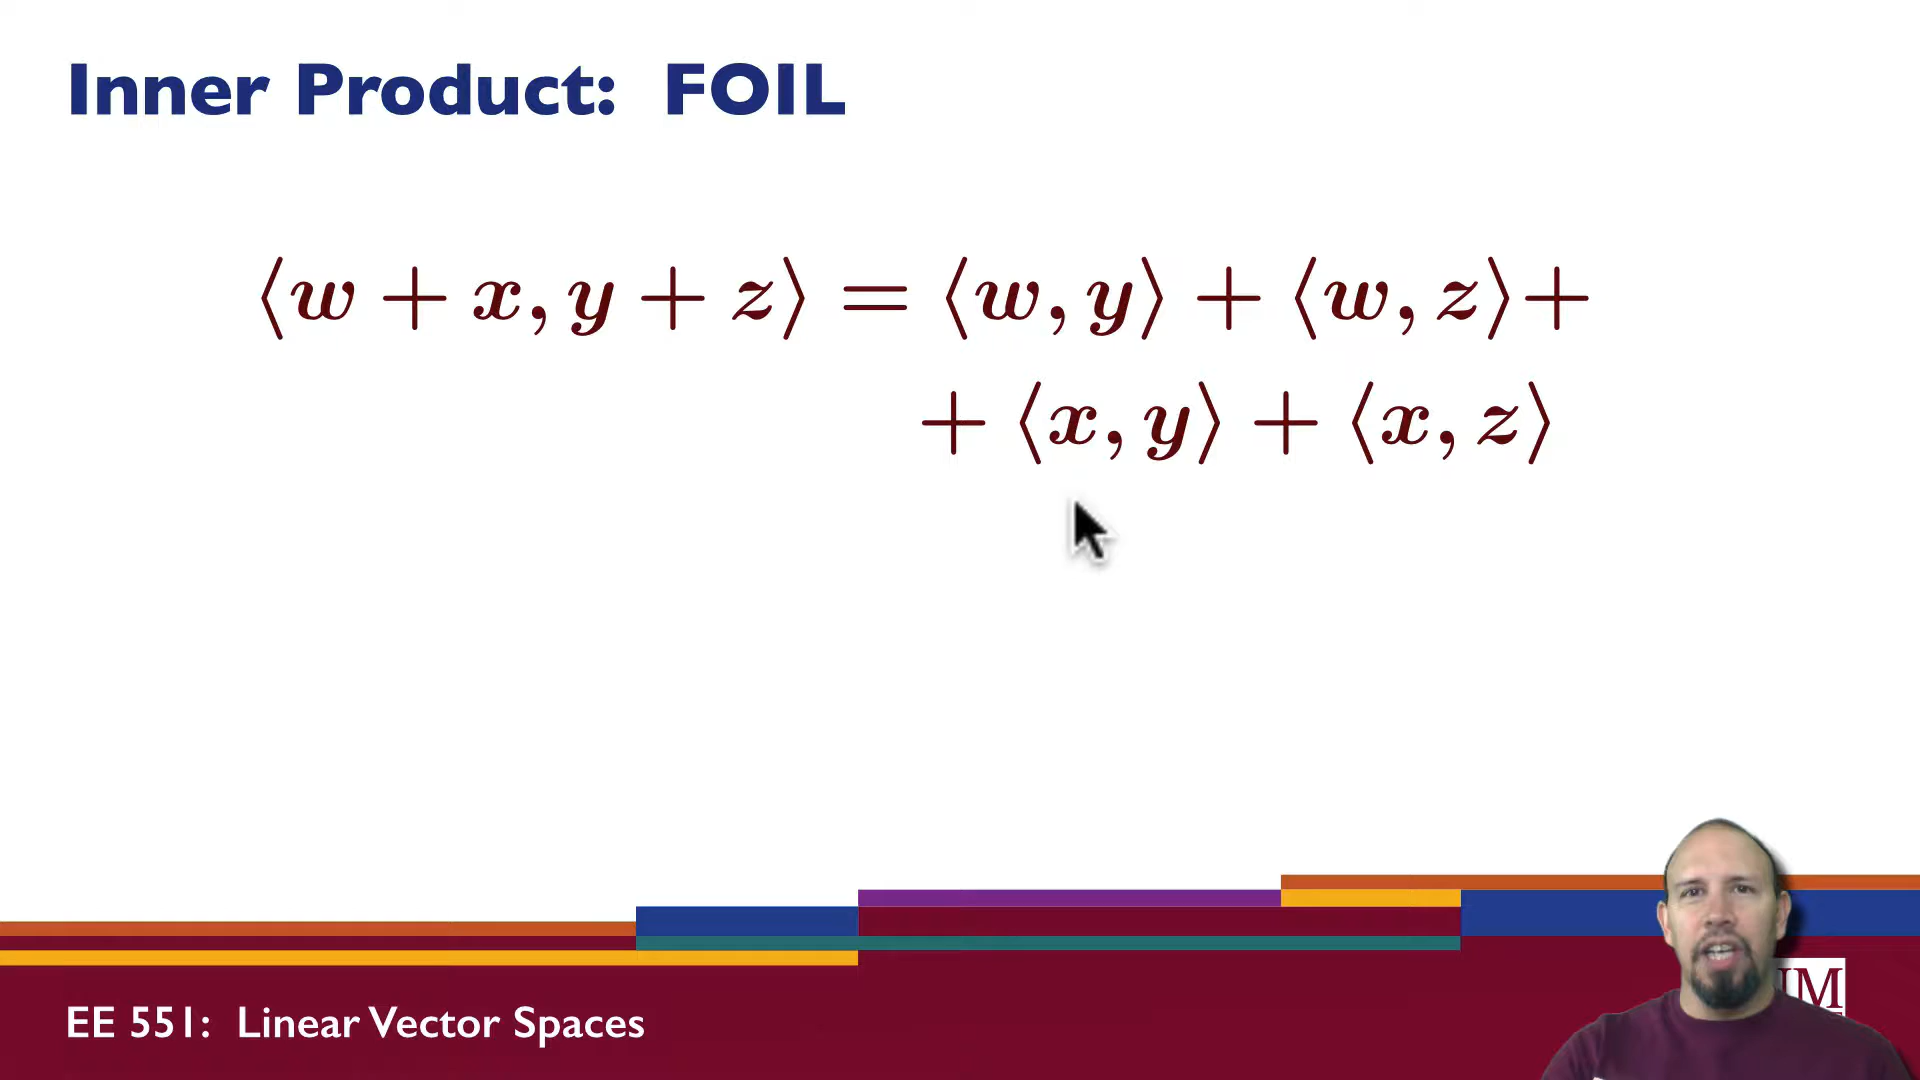 Inner Product: FOIL
⟨w + x, y + z⟩ = ⟨w, y⟩ + ⟨w, z⟩+
+ ⟨x, y⟩ + ⟨x, z⟩
EE 551: Linear Vector Spaces